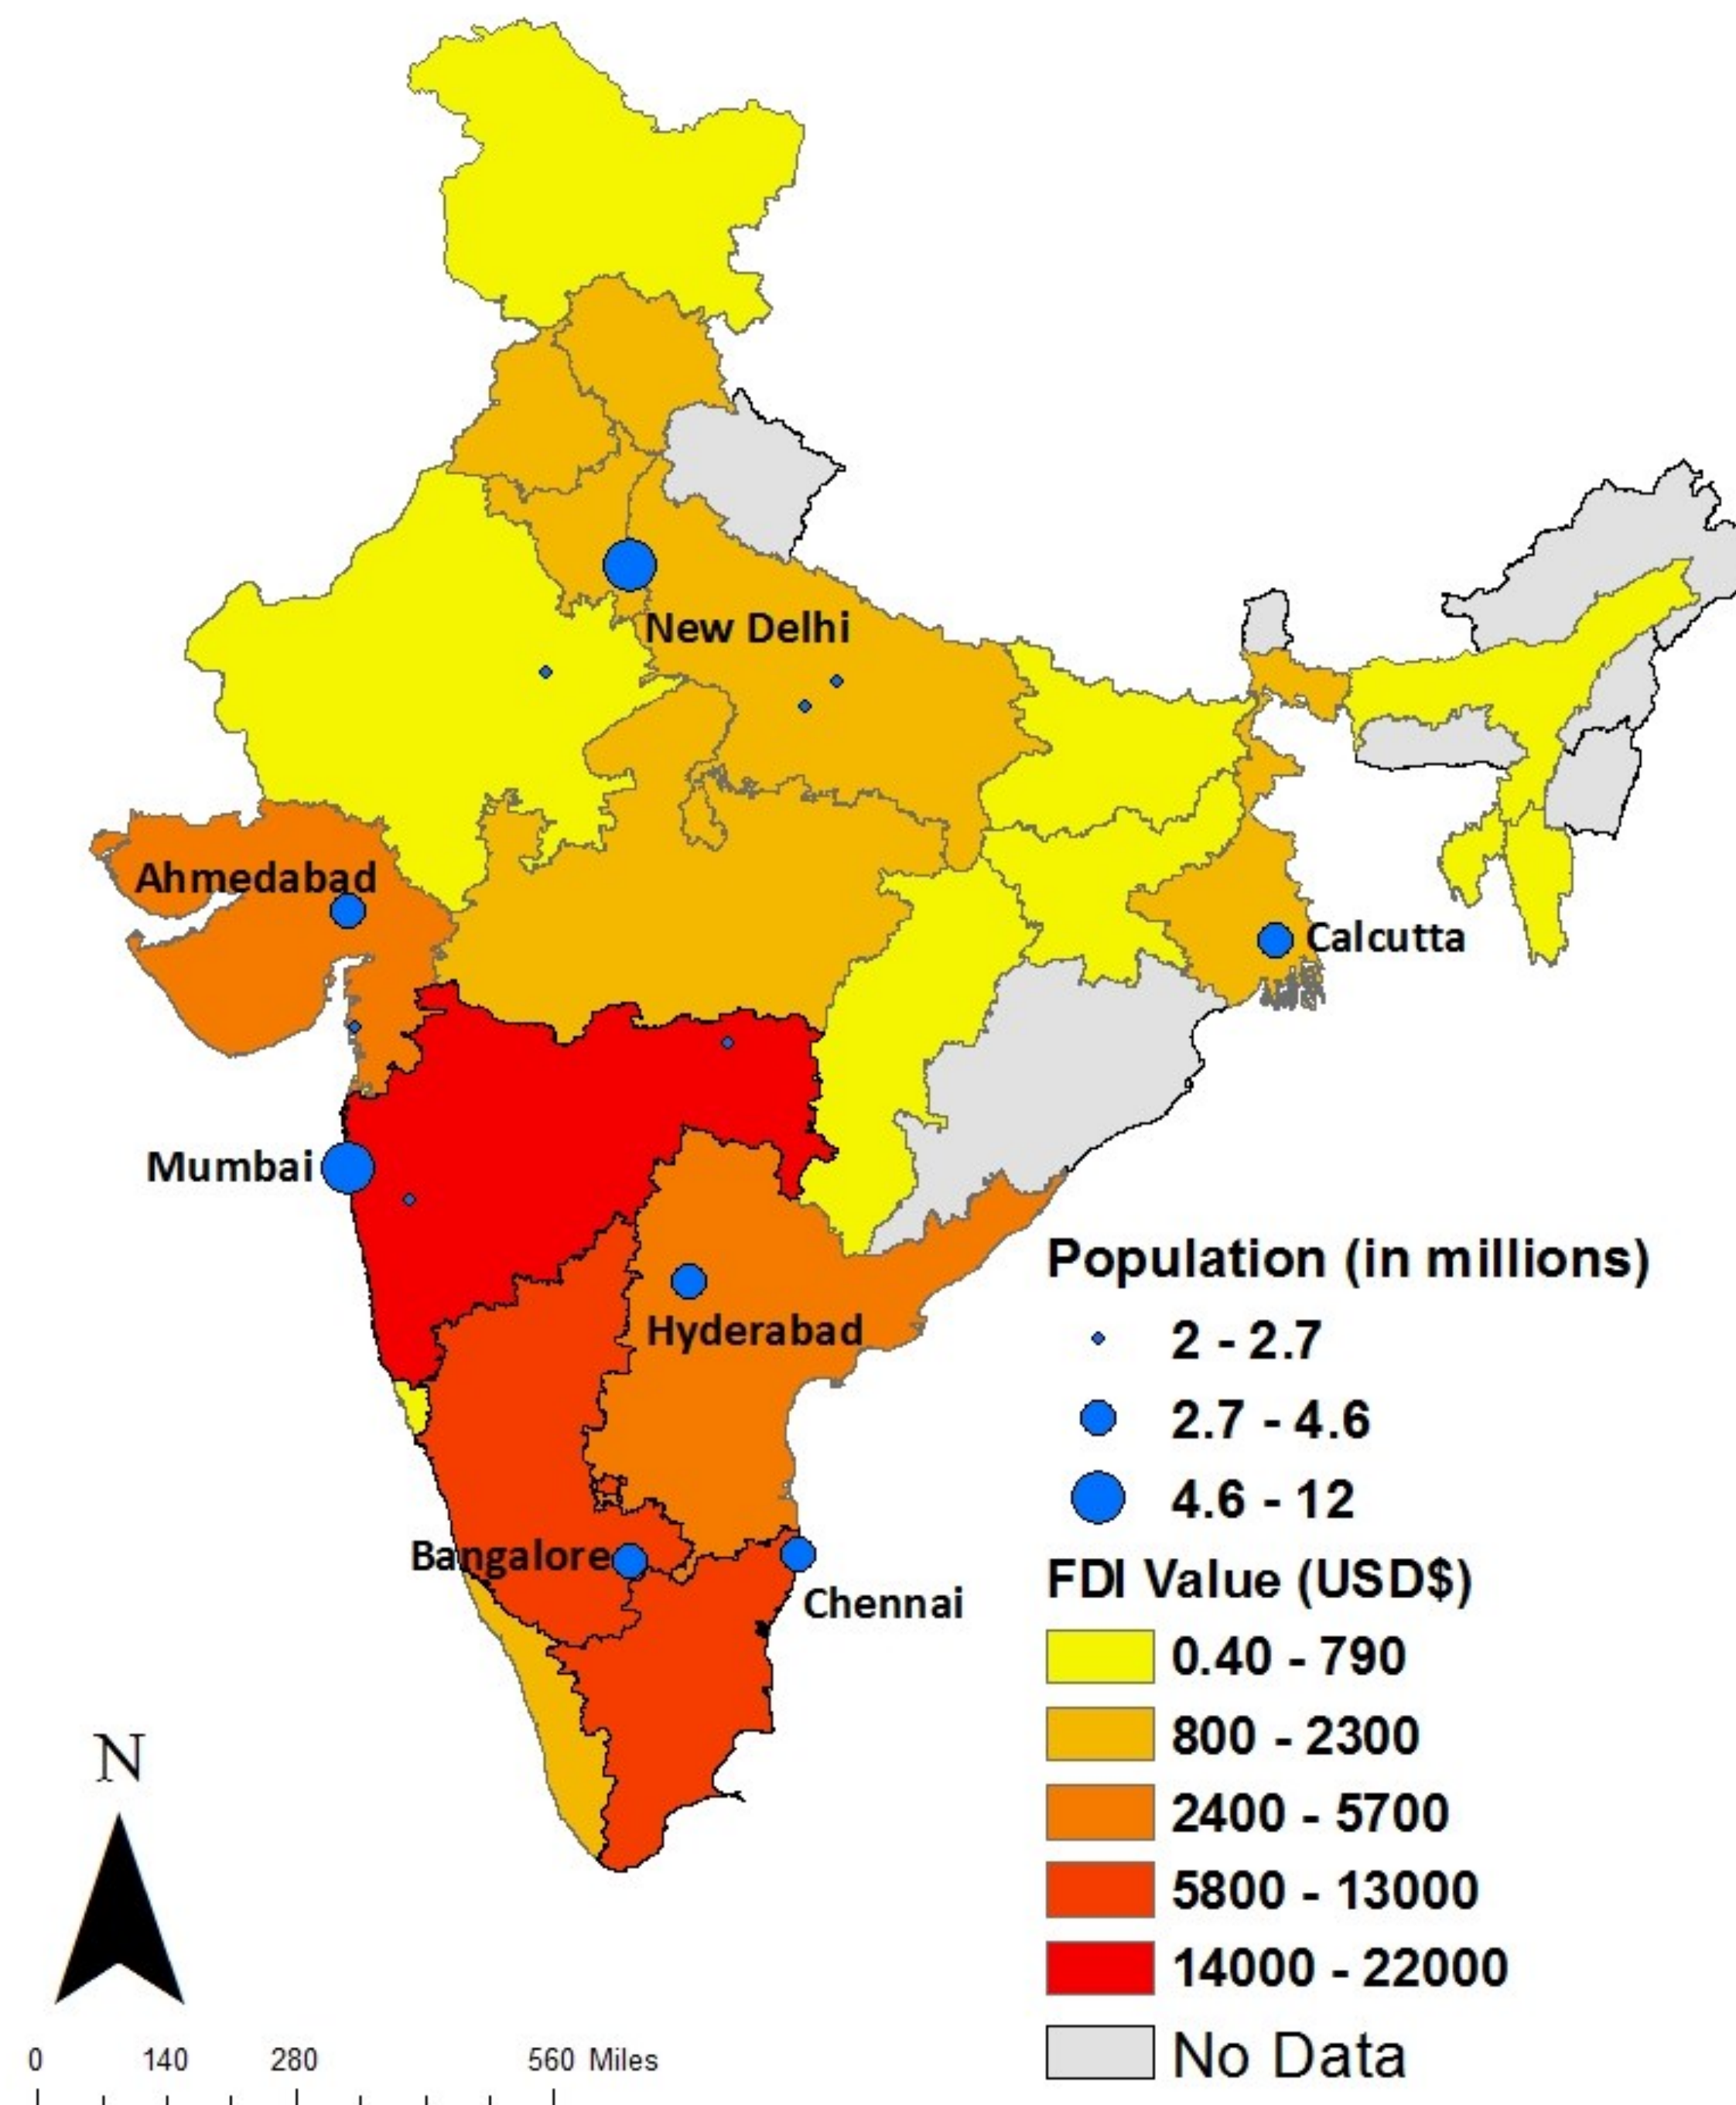 New Delhi
Ahmedabad
Calcutta
Mumbai
Hyderabad
Bangalore
Chennai
Population (in millions)
2 - 2.7
2.7 - 4.6
4.6 - 12
FDI Value (USD$)
0.40 - 790
800 - 2300
2400 - 5700
5800 - 13000
14000 - 22000
No Data
N
0 140 280 560 Miles